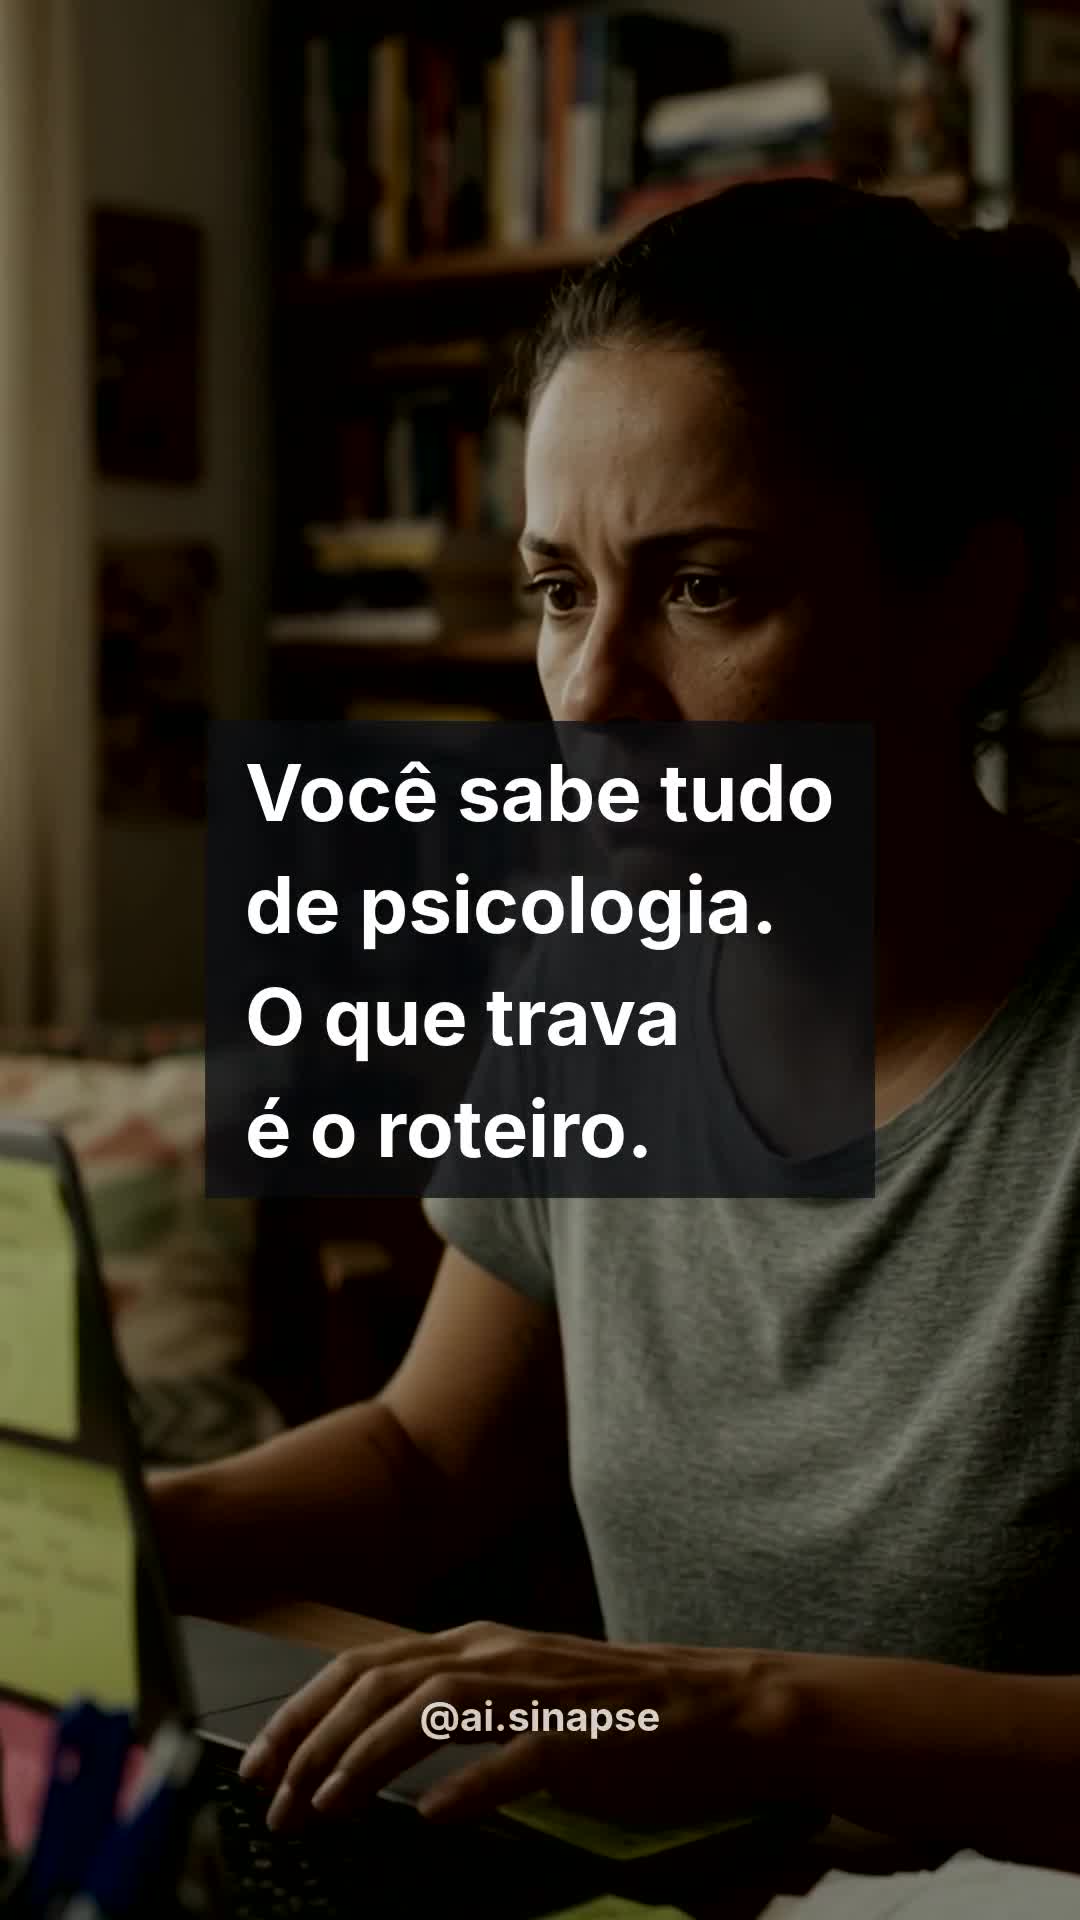 Você sabe tudo
de psicologia.
O que trava
é o roteiro.
@ai.sinapse